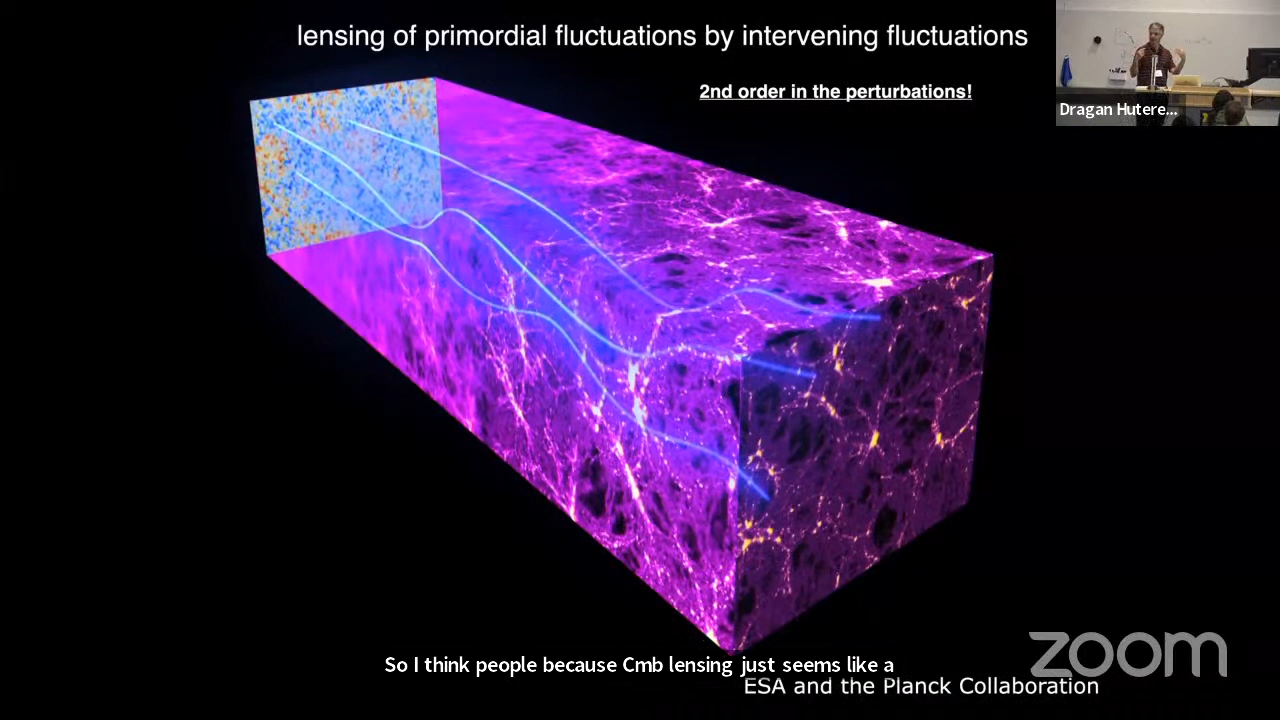 lensing of primordial fluctuations by intervening fluctuations
2nd order in the perturbations!
Dragan Hutere...
So I think people because Cmb lensing just seems like a
zoom
ESA and the Planck Collaboration